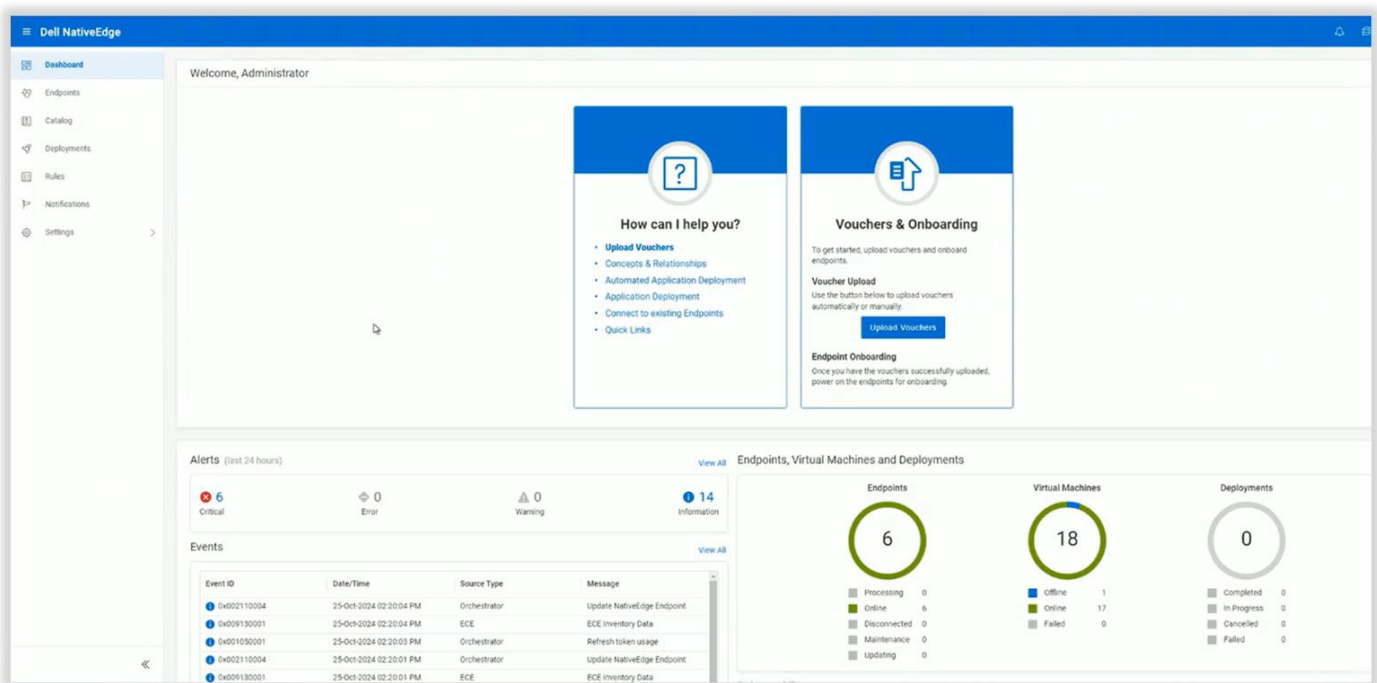 Dell NativeEdge
Dashboard
Endpoints
Catalog
Deployments
Rules
Notifications
Settings
Welcome, Administrator
How can I help you?
Upload Vouchers
Concepts & Relationships
Automated Application Deployment
Application Deployment
Connect to existing Endpoints
Quick Links
Vouchers & Onboarding
To get started, upload vouchers and onboard
endpoints.
Voucher Upload
Use the button below to upload vouchers
automatically or manually.
Upload Vouchers
Endpoint Onboarding
Once you have the vouchers successfully uploaded,
power on the endpoints for onboarding.
Alerts (last 24 hours) View All
6 0 0 14
Critical Error Warning Information
Events View All
Event ID Date/Time Source Type Message
0x002110004 25-Oct-2024 02:20:04 PM Orchestrator Update NativeEdge Endpoint
0x009130001 25-Oct-2024 02:20:04 PM ECE ECE Inventory Data
0x001050001 25-Oct-2024 02:20:03 PM Orchestrator Refresh token usage
0x002110004 25-Oct-2024 02:20:01 PM Orchestrator Update NativeEdge Endpoint
0x009130001 25-Oct-2024 02:20:01 PM ECE ECE Inventory Data
Endpoints, Virtual Machines and Deployments
Endpoints
6
Processing 0
Online 6
Disconnected 0
Maintenance 0
Updating 0
Virtual Machines
18
Offline 1
Online 17
Failed 0
Deployments
0
Completed 0
In Progress 0
Cancelled 0
Failed 0